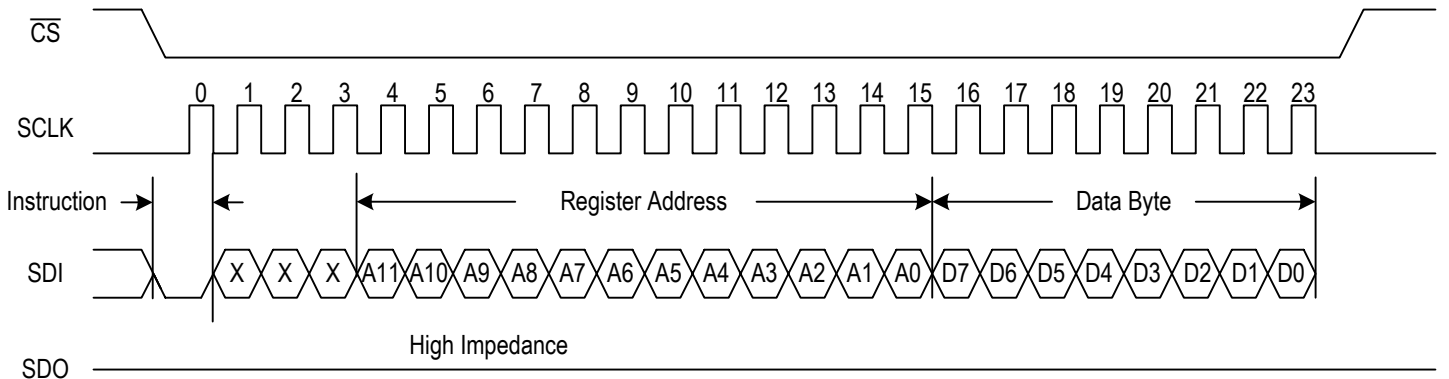 CS
0 1 2 3 4 5 6 7 8 9 10 11 12 13 14 15 16 17 18 19 20 21 22 23
SCLK
Instruction Register Address Data Byte
SDI X X X A11 A10 A9 A8 A7 A6 A5 A4 A3 A2 A1 A0 D7 D6 D5 D4 D3 D2 D1 D0
High Impedance
SDO